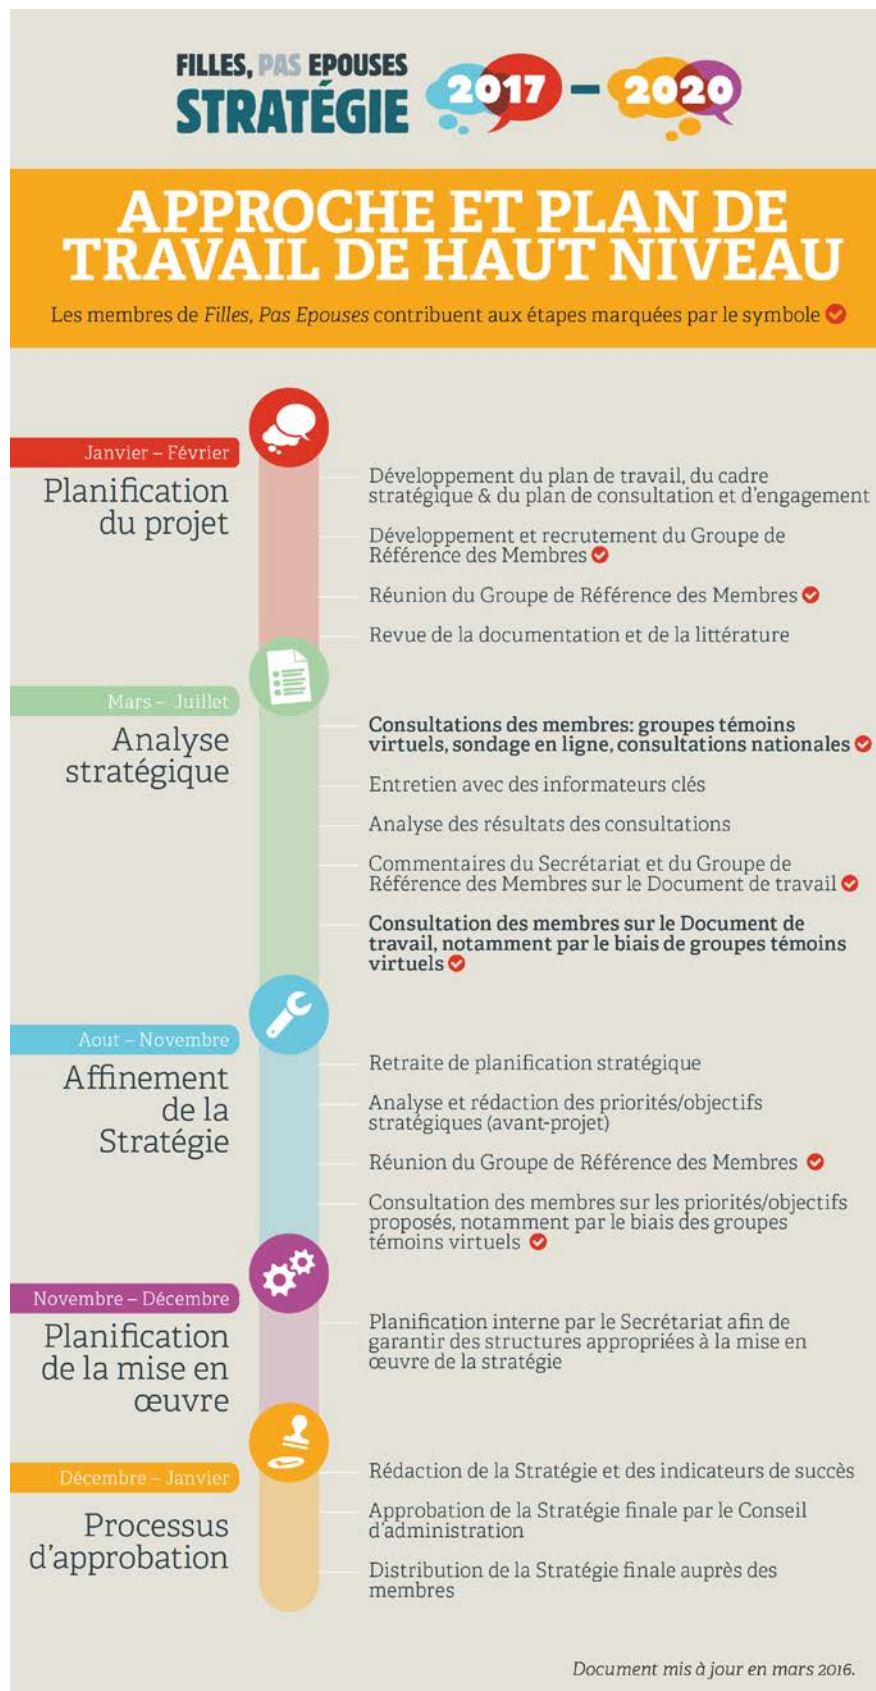 FILLES, PAS EPOUSES
STRATÉGIE
2017 – 2020
APPROCHE ET PLAN DE
TRAVAIL DE HAUT NIVEAU
Les membres de Filles, Pas Epouses contribuent aux étapes marquées par le symbole
Janvier – Février
Planification
du projet
Développement du plan de travail, du cadre
stratégique & du plan de consultation et d'engagement
Développement et recrutement du Groupe de
Référence des Membres
Réunion du Groupe de Référence des Membres
Revue de la documentation et de la littérature
Mars – Juillet
Analyse
stratégique
Consultations des membres: groupes témoins
virtuels, sondage en ligne, consultations nationales
Entretien avec des informateurs clés
Analyse des résultats des consultations
Commentaires du Secrétariat et du Groupe de
Référence des Membres sur le Document de travail
Consultation des membres sur le Document de
travail, notamment par le biais de groupes témoins
virtuels
Aout – Novembre
Affinement
de la
Stratégie
Retraite de planification stratégique
Analyse et rédaction des priorités/objectifs
stratégiques (avant-projet)
Réunion du Groupe de Référence des Membres
Consultation des membres sur les priorités/objectifs
proposés, notamment par le biais des groupes
témoins virtuels
Novembre – Décembre
Planification
de la mise en
œuvre
Planification interne par le Secrétariat afin de
garantir des structures appropriées à la mise en
œuvre de la stratégie
Décembre – Janvier
Processus
d'approbation
Rédaction de la Stratégie et des indicateurs de succès
Approbation de la Stratégie finale par le Conseil
d'administration
Distribution de la Stratégie finale auprès des
membres
Document mis à jour en mars 2016.